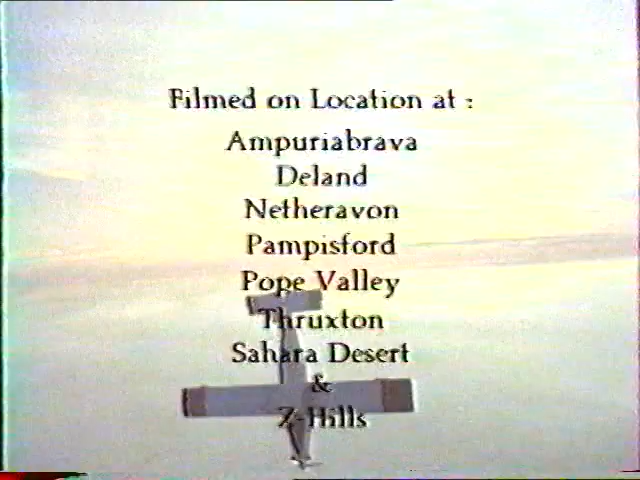 Filmed on Location at :
Ampuriabrava
Deland
Netheravon
Pampisford
Pope Valley
Thruxton
Sahara Desert
&
Z-Hills